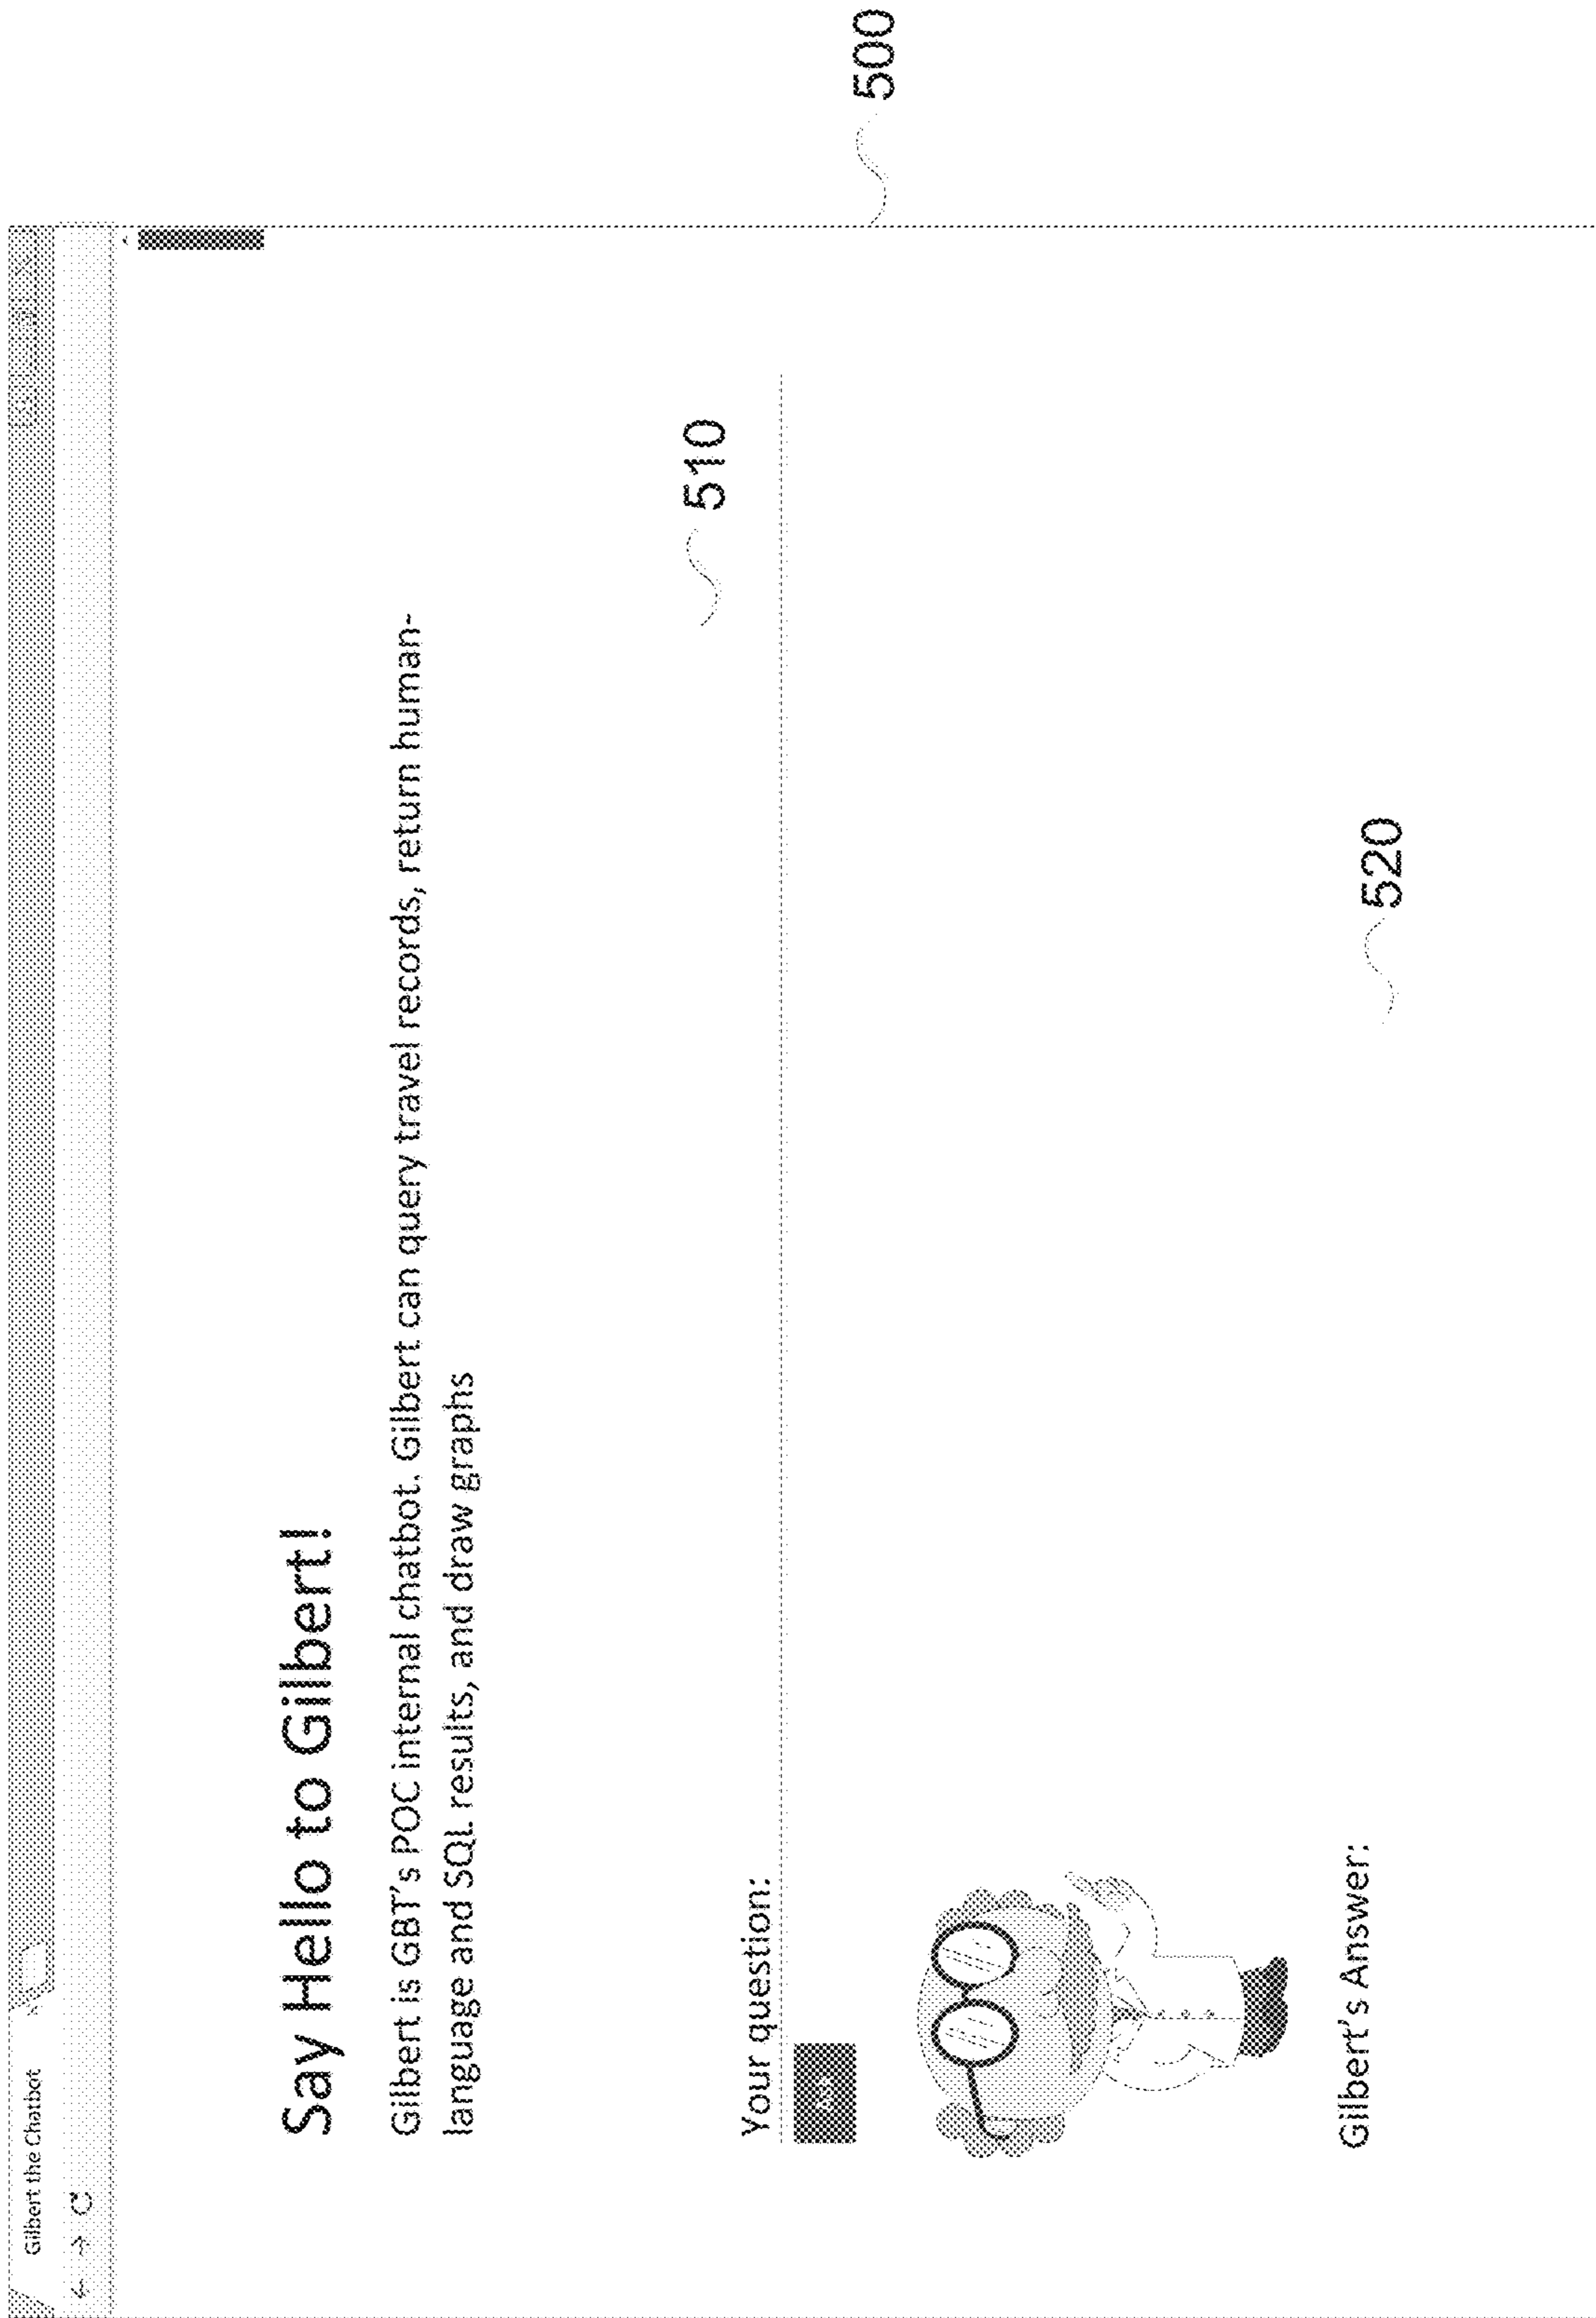 Gilbert the Chatbot
Say Hello to Gilbert!
Gilbert is GBT's POC internal chatbot. Gilbert can query travel records, return human-
language and SQL results, and draw graphs
510
Your question:
500
520
Gilbert's Answer: